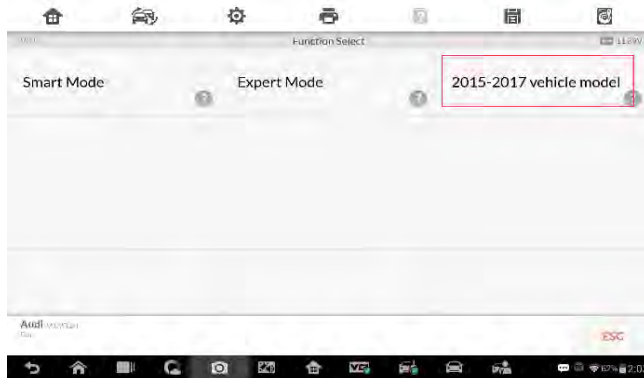 Function Select
Smart Mode
Expert Mode
2015-2017 vehicle model
Audi
ESC